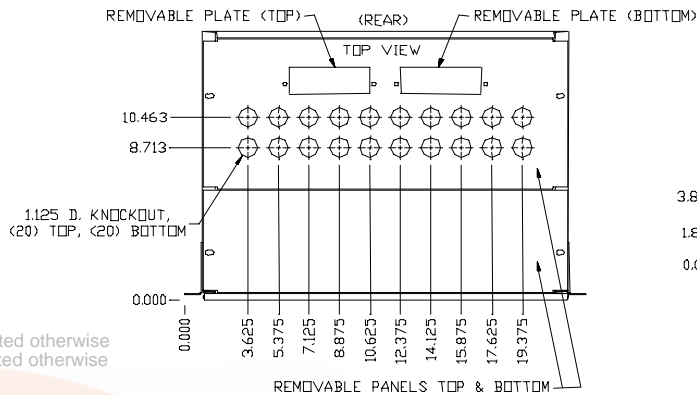 REMOVABLE PLATE (TOP)
(REAR)
REMOVABLE PLATE (BOTTOM)
TOP VIEW
10.463
8.713
1.125 D. KNOCKOUT,
(20) TOP, (20) BOTTOM
0.000
0.000
3.625
5.375
7.125
8.875
10.625
12.375
14.125
15.875
17.625
19.375
REMOVABLE PANELS TOP & BOTTOM
otherwise
otherwise